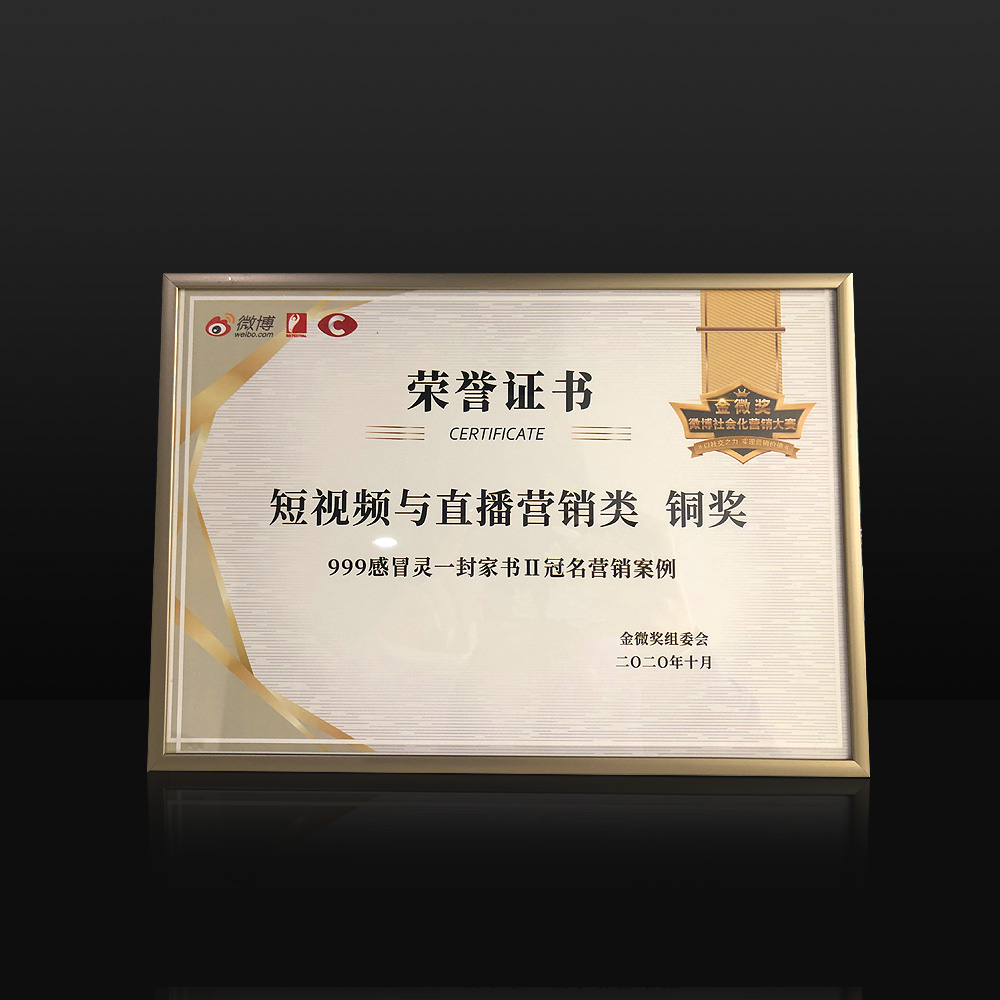 微博
weibo.com
C
荣誉证书
CERTIFICATE
金微奖
微博社会化营销大赛
短视频与直播营销类 铜奖
999感冒灵一封家书Ⅱ冠名营销案例
金微奖组委会
二〇二〇年十月